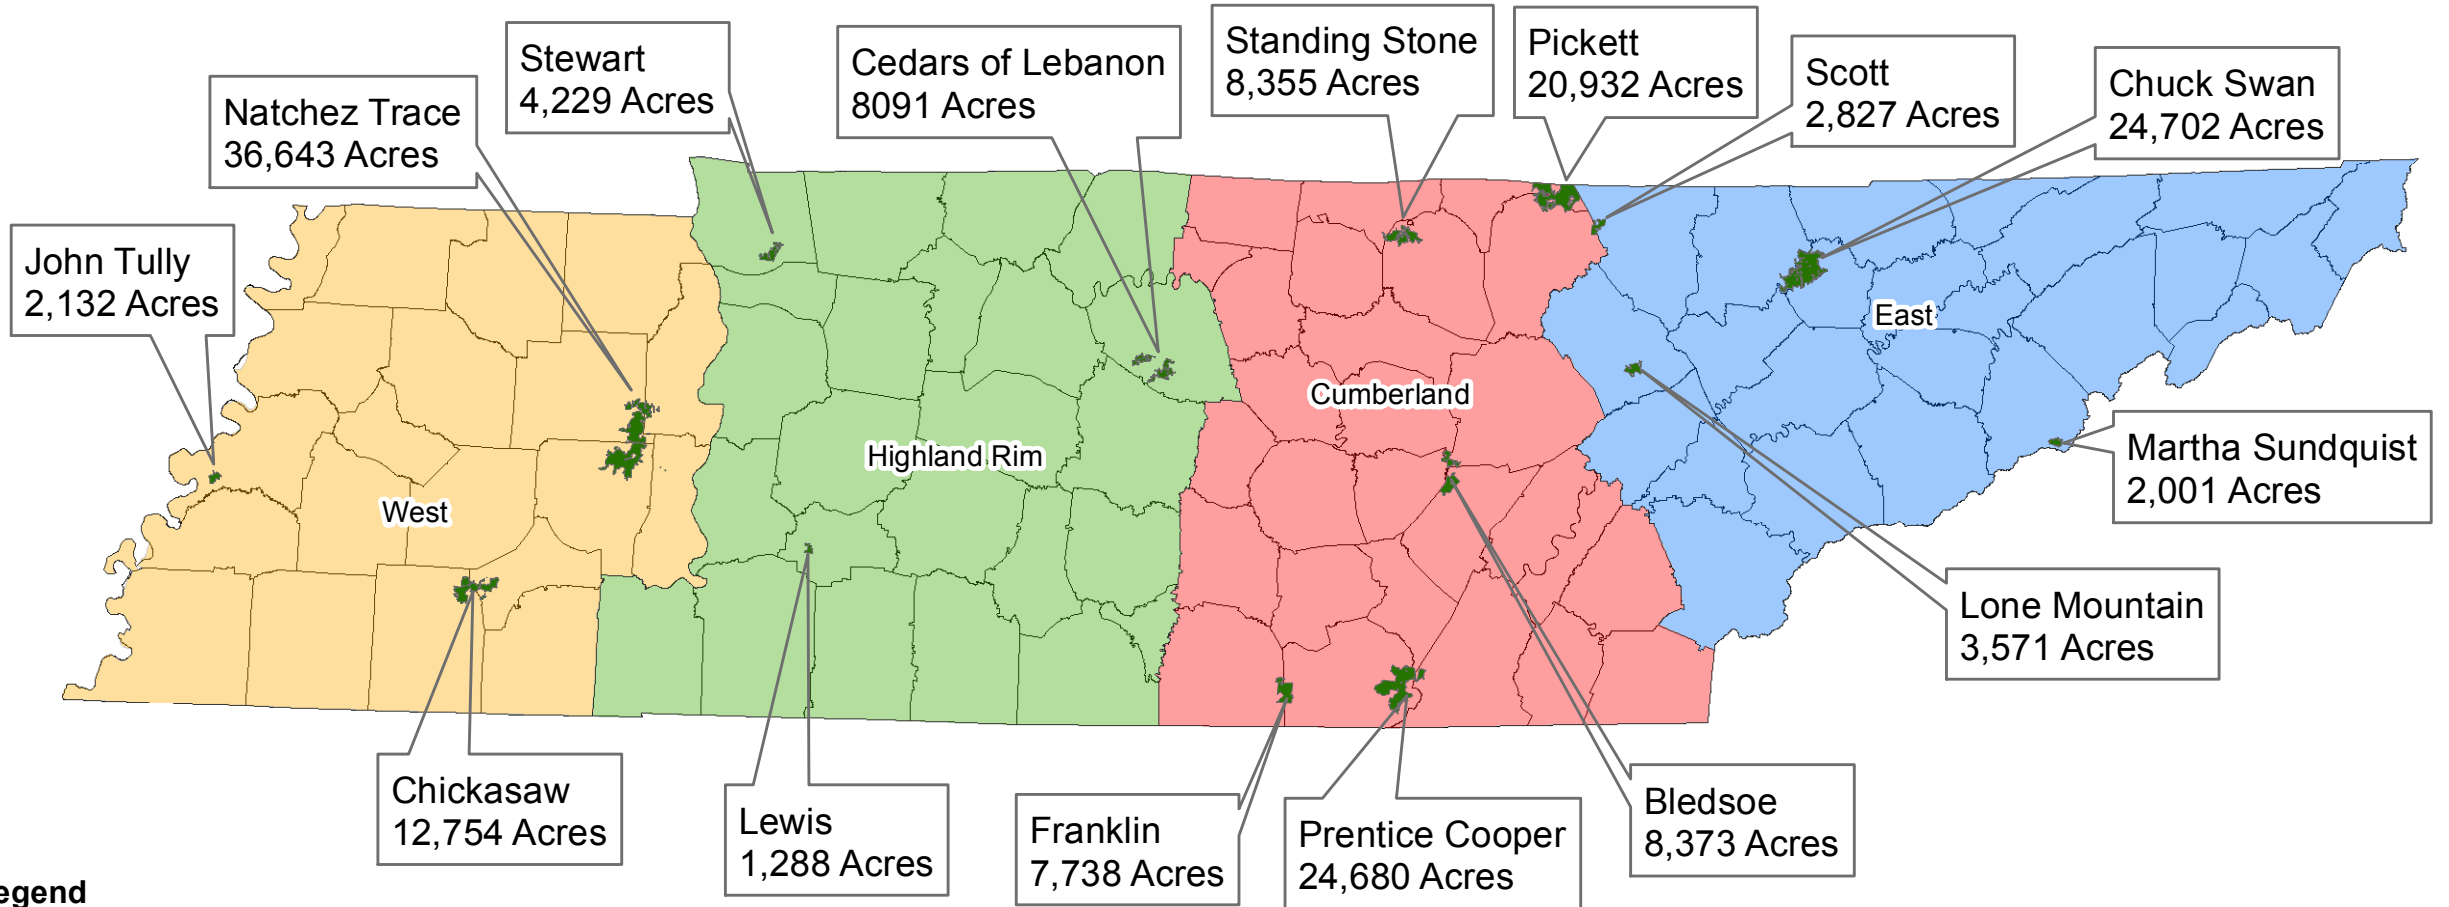 Standing Stone
8,355 Acres
Pickett
20,932 Acres
Stewart
4,229 Acres
Cedars of Lebanon
8091 Acres
Scott
2,827 Acres
Chuck Swan
24,702 Acres
Natchez Trace
36,643 Acres
John Tully
2,132 Acres
East
Cumberland
Highland Rim
West
Martha Sundquist
2,001 Acres
Lone Mountain
3,571 Acres
Chickasaw
12,754 Acres
Lewis
1,288 Acres
Franklin
7,738 Acres
Prentice Cooper
24,680 Acres
Bledsoe
8,373 Acres
egend